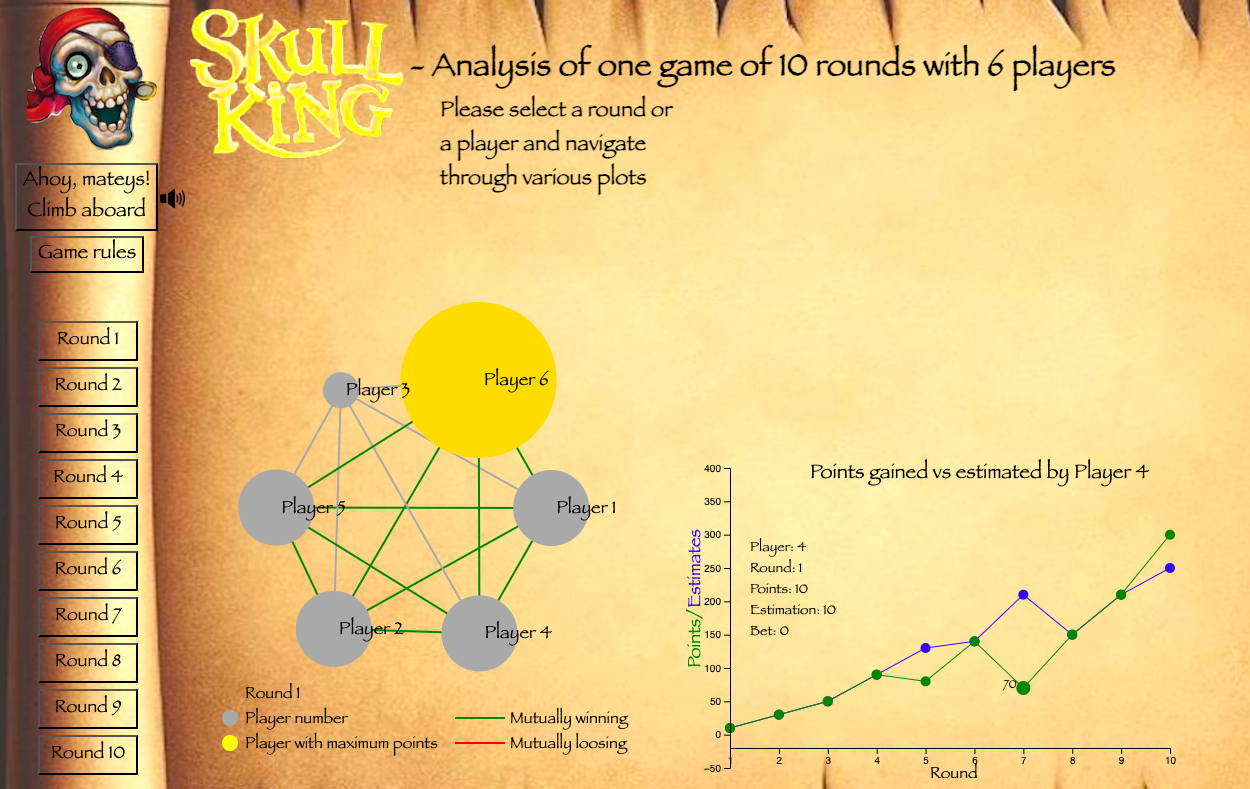 SKULL
KING
- Analysis of one game of 10 rounds with 6 players
Please select a round or
a player and navigate
through various plots
Ahoy, mateys!
Climb aboard
Game rules
Round 1
Round 2
Round 3
Round 4
Round 5
Round 6
Round 7
Round 8
Round 9
Round 10
Player 6
Player 3
Player 5
Player 1
Player 2
Player 4
Round 1
Player number
Player with maximum points
Mutually winning
Mutually loosing
Points gained vs estimated by Player 4
Points/ Estimates
400
350
300
250
200
150
100
50
0
-50
Player: 4
Round: 1
Points: 10
Estimation: 10
Bet: 0
70
1 2 3 4 5 6 7 8 9 10
Round